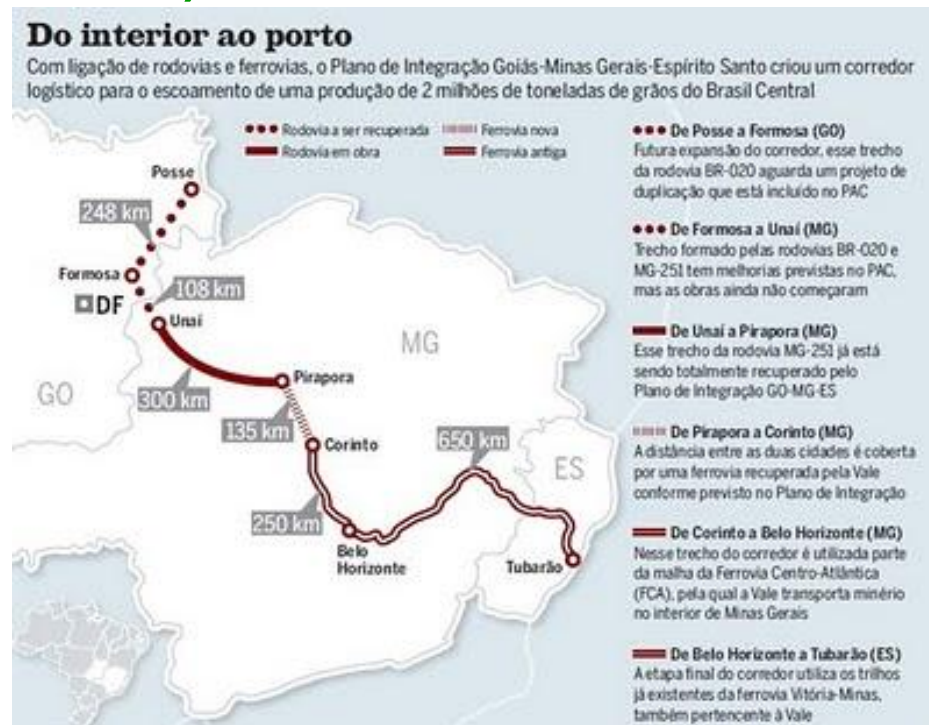 Do interior ao porto
Com ligação de rodovias e ferrovias, o Plano de Integração Goiás-Minas Gerais-Espírito Santo criou um corredor
logístico para o escoamento de uma produção de 2 milhões de toneladas de grãos do Brasil Central
Rodovia a ser recuperada
Ferrovia nova
Rodovia em obra
Ferrovia antiga
Posse
248 km
Formosa
DF
108 km
Unaí
MG
GO
300 km
Pirapora
135 km
Corinto
650 km
ES
250 km
Belo
Horizonte
Tubarão
De Posse a Formosa (GO)
Futura expansão do corredor, esse trecho
da rodovia BR-020 aguarda um projeto de
duplicação que está incluído no PAC
De Formosa a Unaí (MG)
Trecho formado pelas rodovias BR-020 e
MG-251 tem melhorias previstas no PAC,
mas as obras ainda não começaram
De Unaí a Pirapora (MG)
Esse trecho da rodovia MG-251 já está
sendo totalmente recuperado pelo
Plano de Integração GO-MG-ES
De Pirapora a Corinto (MG)
A distância entre as duas cidades é coberta
por uma ferrovia recuperada pela Vale
conforme previsto no Plano de Integração
De Corinto a Belo Horizonte (MG)
Nesse trecho do corredor é utilizada parte
da malha da Ferrovia Centro-Atlântica
(FCA), pela qual a Vale transporta minério
no interior de Minas Gerais
De Belo Horizonte a Tubarão (ES)
A etapa final do corredor utiliza os trilhos
já existentes da ferrovia Vitória-Minas,
também pertencente à Vale